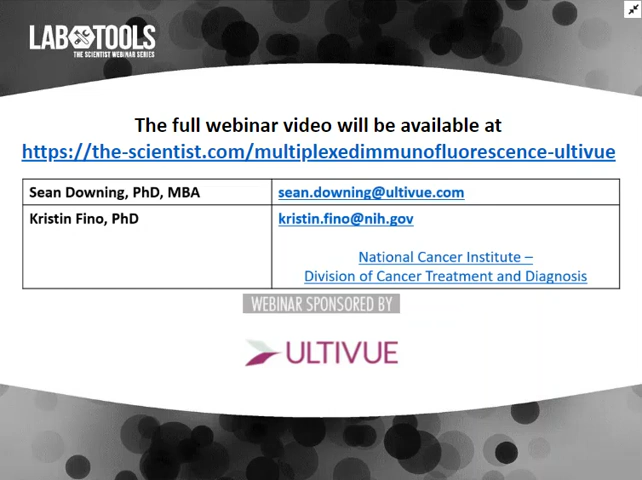 LAB TOOLS
THE SCIENTIST WEBINAR SERIES
The full webinar video will be available at
https://the-scientist.com/multiplexedimmunofluorescence-ultivue
Sean Downing, PhD, MBA sean.downing@ultivue.com
Kristin Fino, PhD kristin.fino@nih.gov
National Cancer Institute –
Division of Cancer Treatment and Diagnosis
WEBINAR SPONSORED BY
ULTIVUE